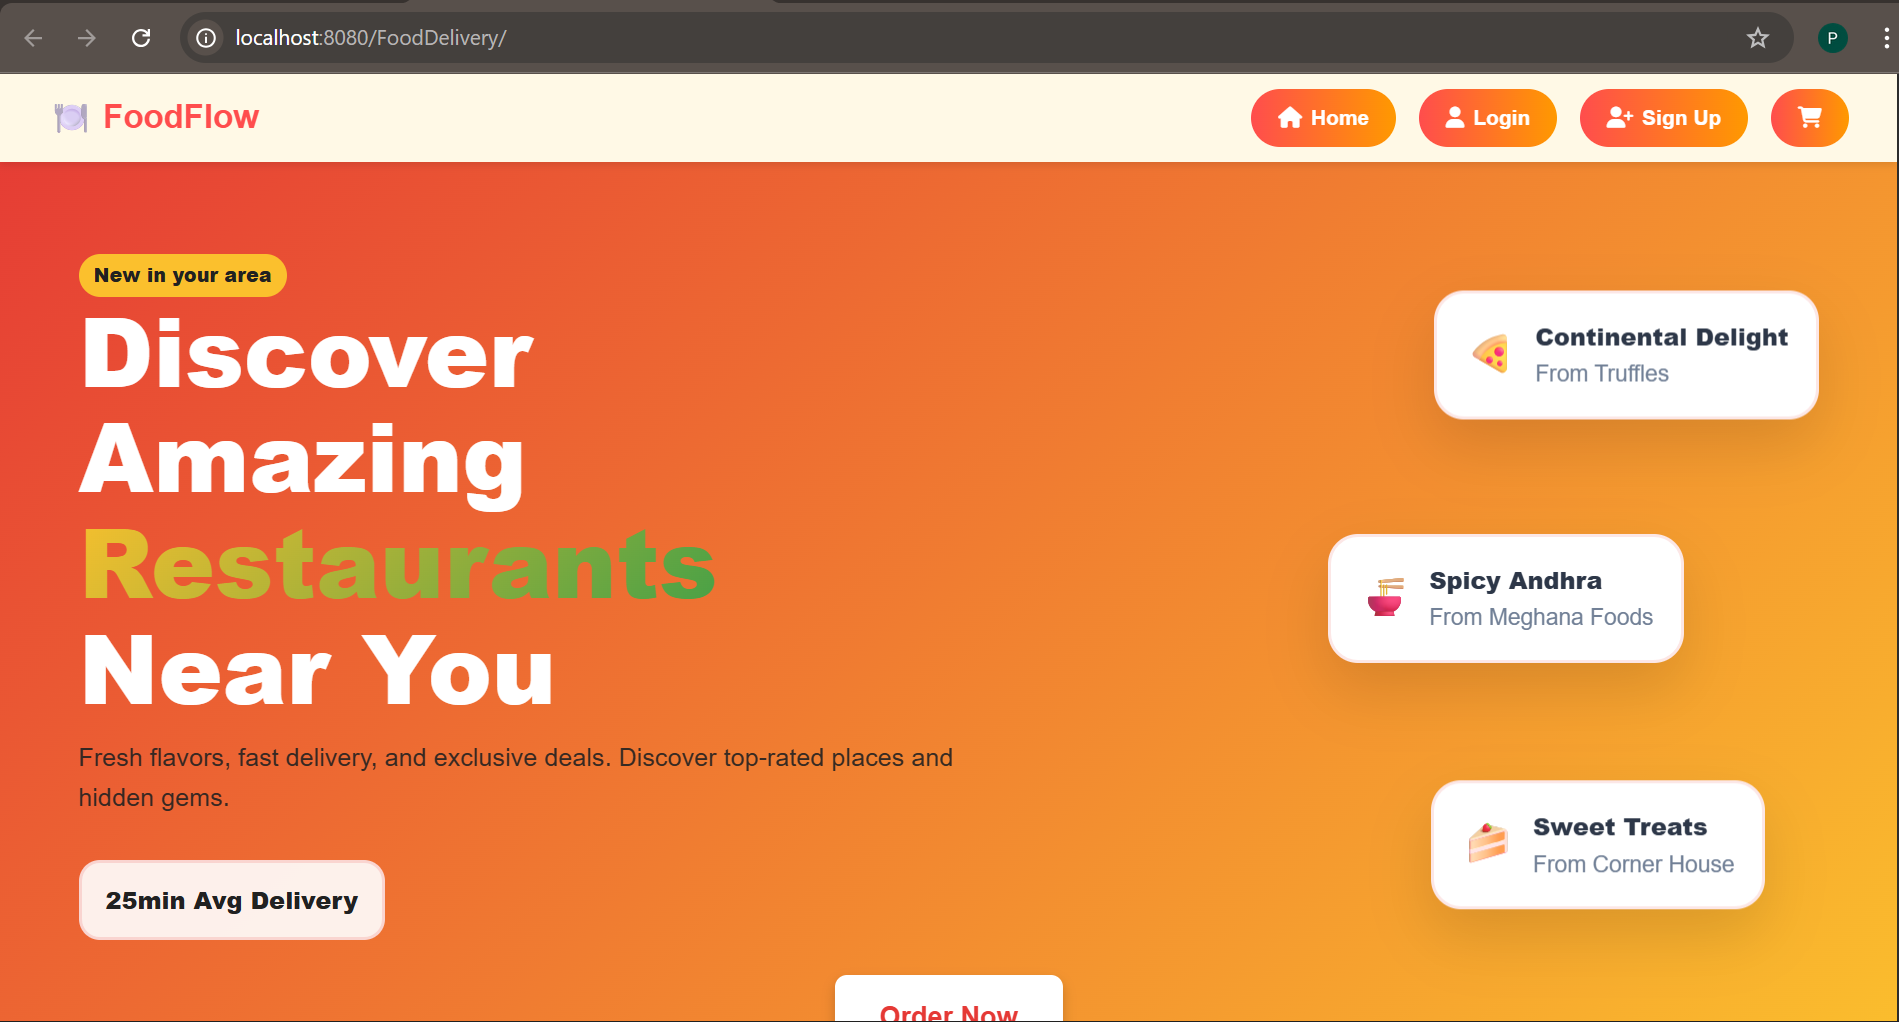 localhost:8080/FoodDelivery/
P
FoodFlow
Home
Login
Sign Up
New in your area
Discover
Amazing
Restaurants
Near You
Fresh flavors, fast delivery, and exclusive deals. Discover top-rated places and
hidden gems.
25min Avg Delivery
Continental Delight
From Truffles
Spicy Andhra
From Meghana Foods
Sweet Treats
From Corner House
Order Now